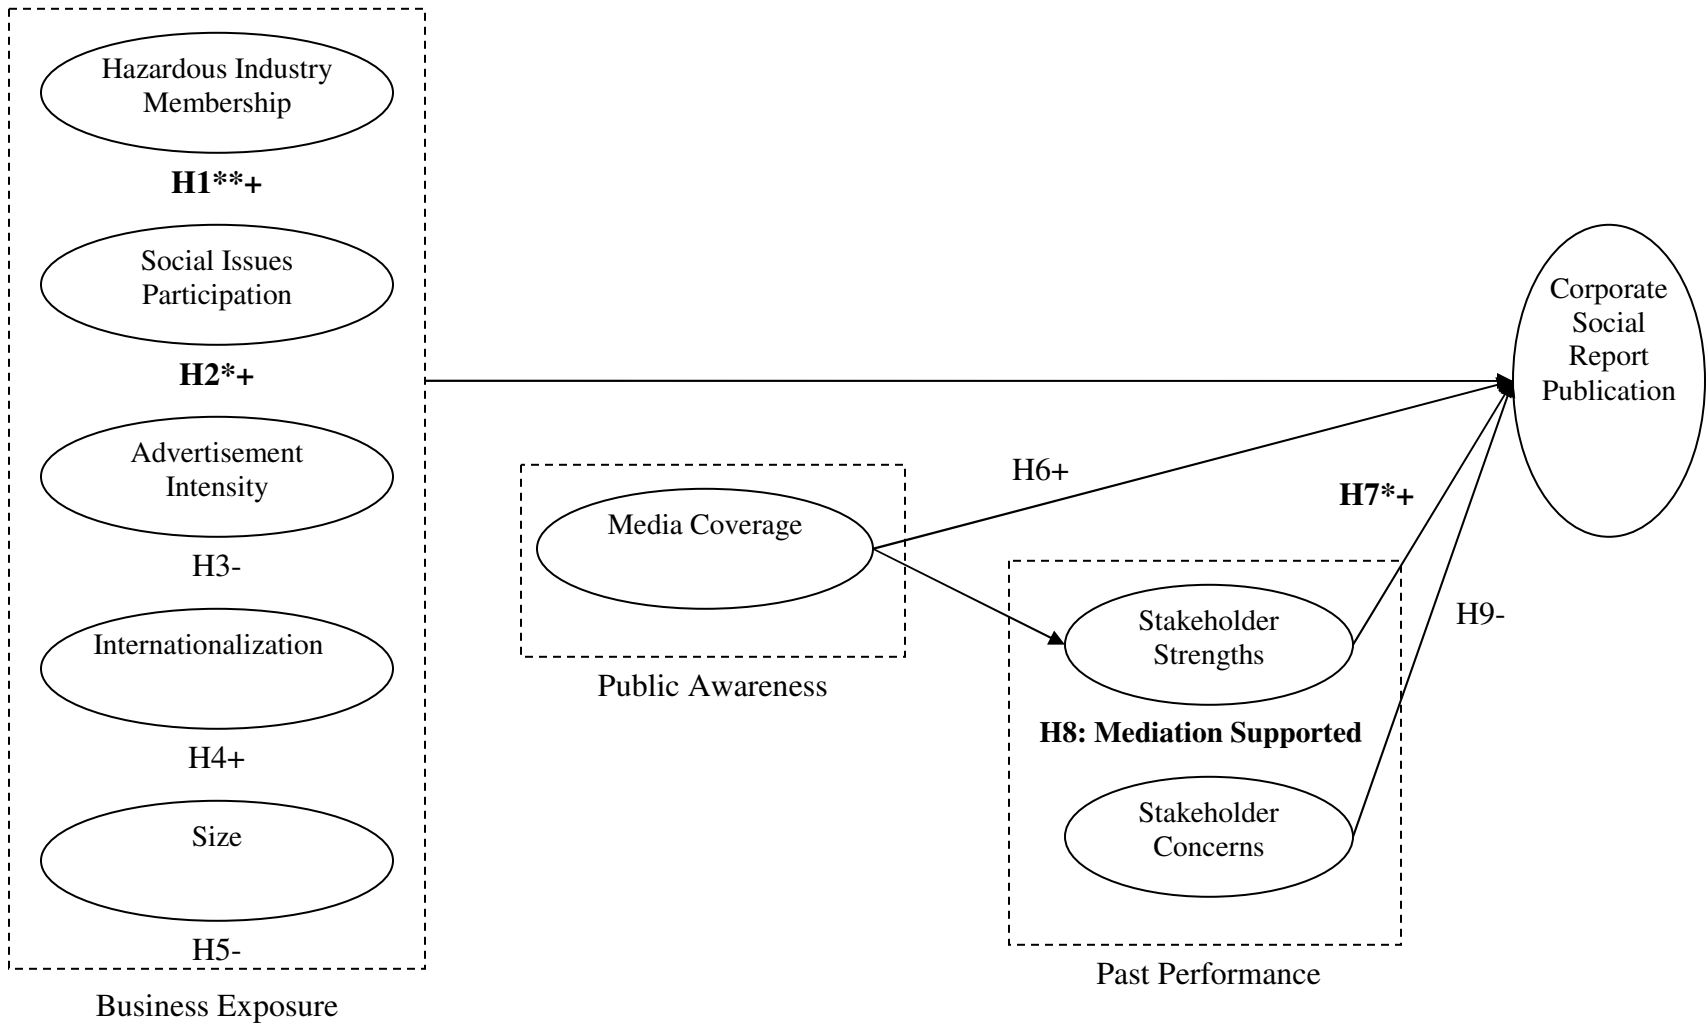 Hazardous Industry
Membership
H1**+
Social Issues
Participation
H2*+
Advertisement
Intensity
H3-
Internationalization
H4+
Size
H5-
Business Exposure
Media Coverage
Public Awareness
H6+
H7*+
Stakeholder
Strengths
H8: Mediation Supported
Stakeholder
Concerns
Past Performance
H9-
Corporate
Social
Report
Publication